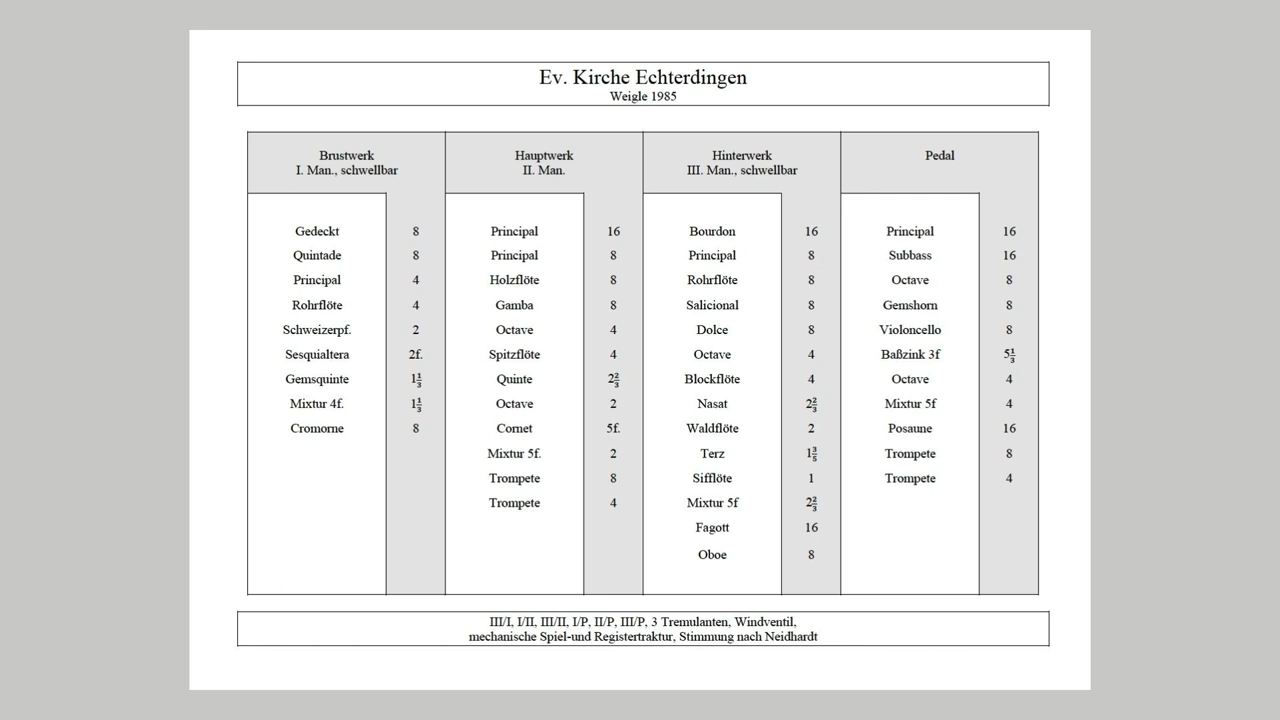 Ev. Kirche Echterdingen
Weigle 1985
Brustwerk
I. Man., schwellbar
Gedeckt 8
Quintade 8
Principal 4
Rohrflöte 4
Schweizerpf. 2
Sesquialtera 2f.
Gemsquinte 1⅓
Mixtur 4f. 1⅓
Cromorne 8
Hauptwerk
II. Man.
Principal 16
Principal 8
Holzflöte 8
Gamba 8
Octave 4
Spitzflöte 4
Quinte 2⅔
Octave 2
Cornet 5f.
Mixtur 5f. 2
Trompete 8
Trompete 4
Hinterwerk
III. Man., schwellbar
Bourdon 16
Principal 8
Rohrflöte 8
Salicional 8
Dolce 8
Octave 4
Blockflöte 4
Nasat 2⅔
Waldflöte 2
Terz 1⅗
Sifflöte 1
Mixtur 5f 2⅔
Fagott 16
Oboe 8
Pedal
Principal 16
Subbass 16
Octave 8
Gemshorn 8
Violoncello 8
Baßzink 3f 5⅓
Octave 4
Mixtur 5f 4
Posaune 16
Trompete 8
Trompete 4
III/I, I/II, III/II, I/P, II/P, III/P, 3 Tremulanten, Windventil,
mechanische Spiel-und Registertraktur, Stimmung nach Neidhardt